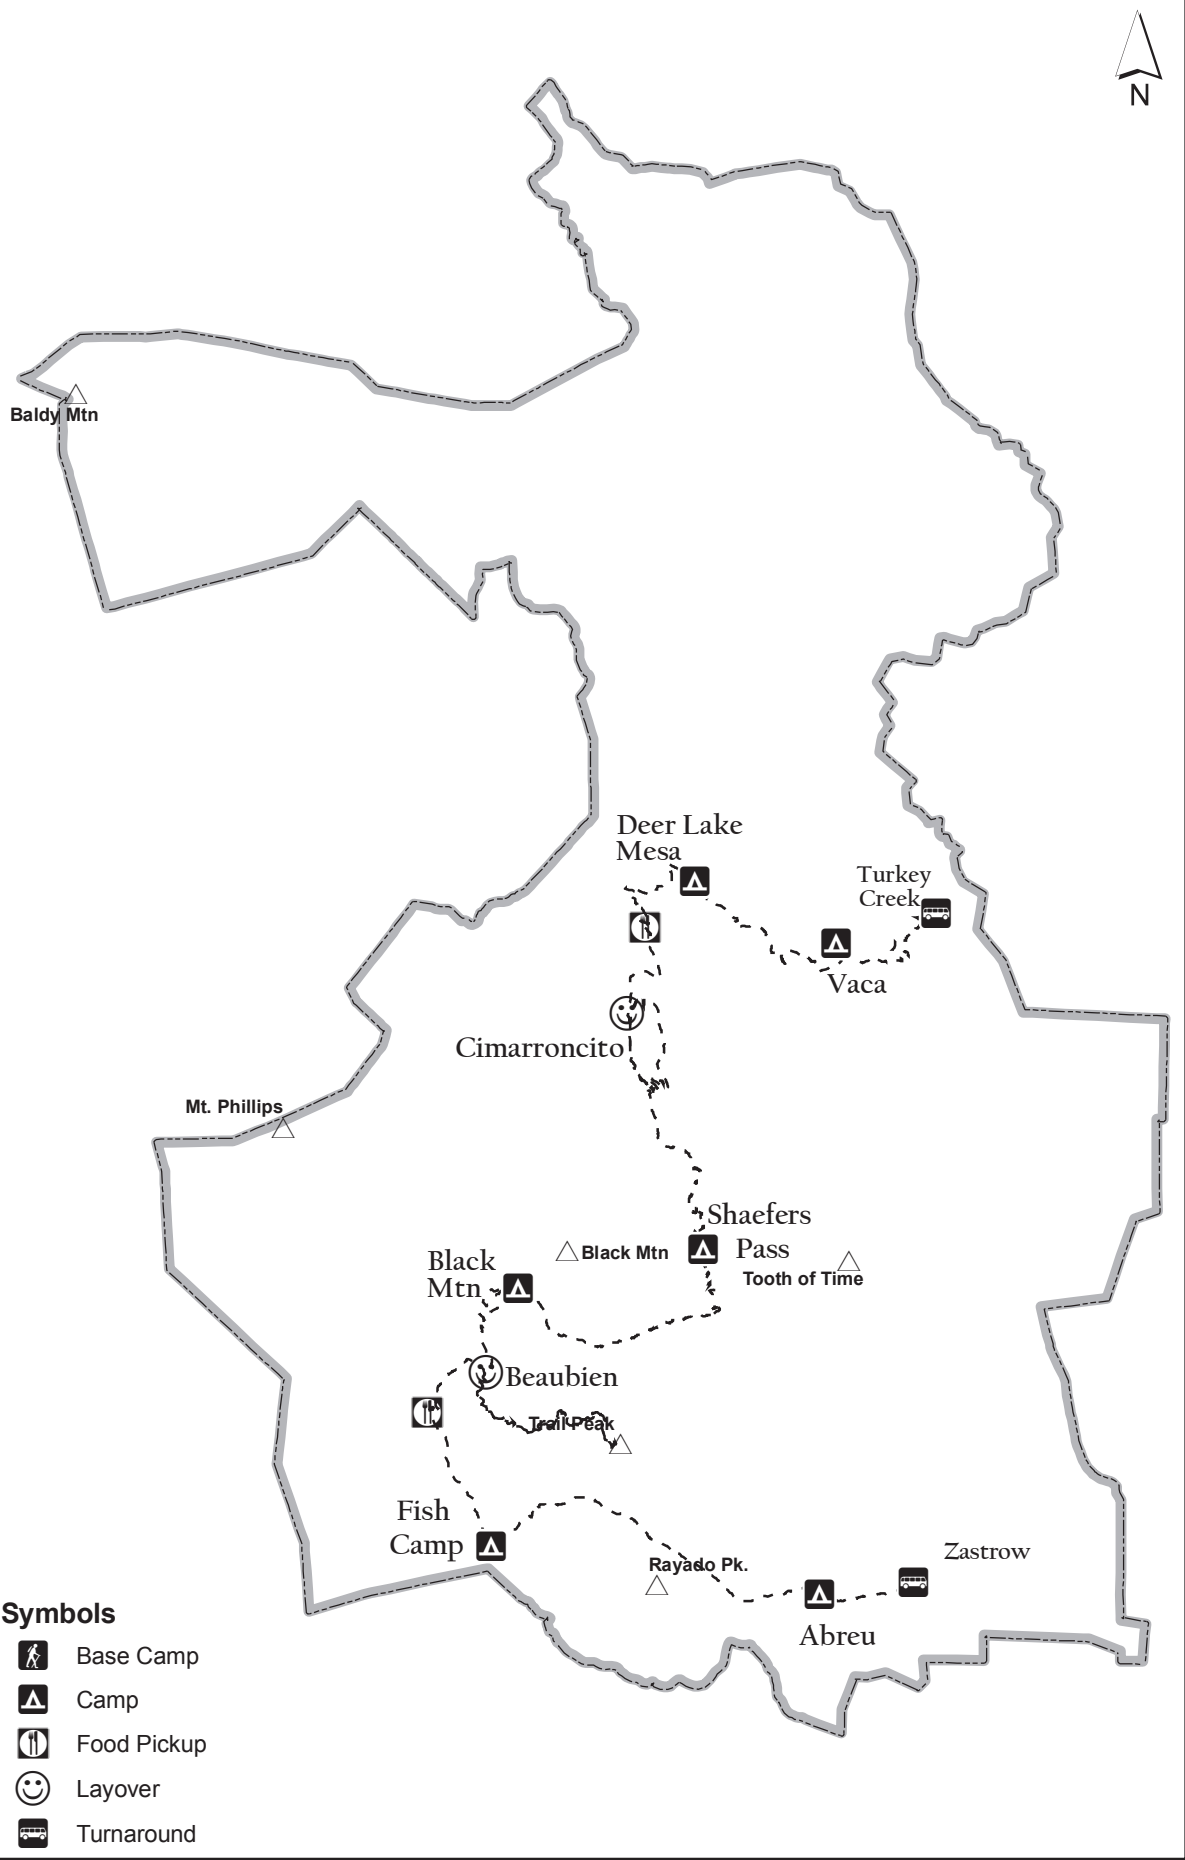 N
Baldy Mtn
Deer Lake
Mesa
Turkey
Creek
Vaca
Cimarroncito
Mt. Phillips
Shaefers
Pass
Black Mtn
Tooth of Time
Black
Mtn
Beaubien
Trail Peak
Fish
Camp
Rayado Pk.
Zastrow
Abreu
Symbols
Base Camp
Camp
Food Pickup
Layover
Turnaround